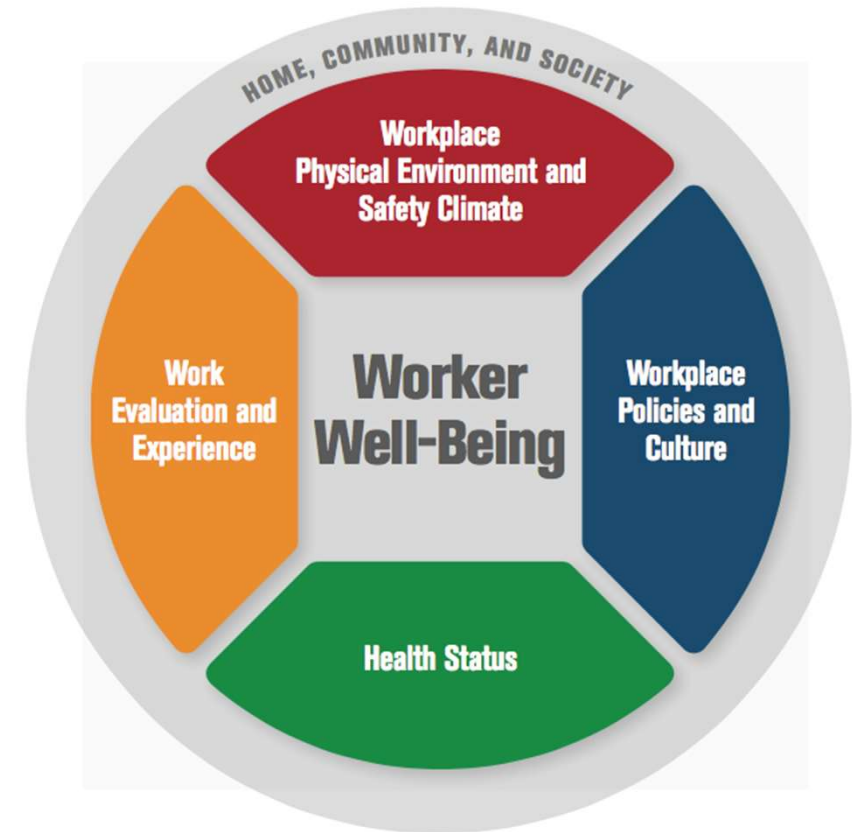 HOME, COMMUNITY, AND SOCIETY
Workplace
Physical Environment and
Safety Climate
Work
Evaluation and
Experience
Worker
Well-Being
Workplace
Policies and
Culture
Health Status